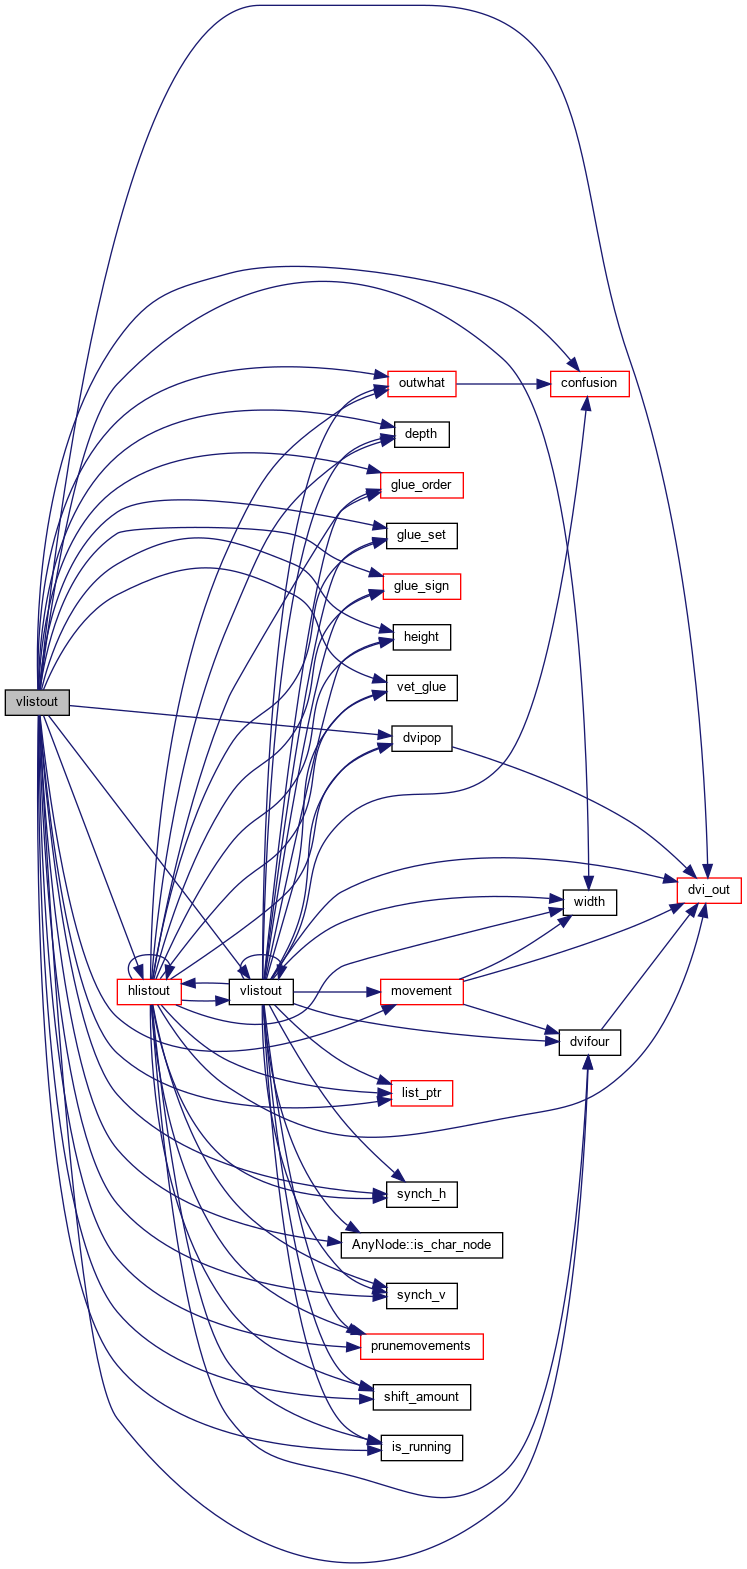 outwhat
confusion
depth
glue_order
glue_set
glue_sign
height
vet_glue
vlistout
dvipop
dvi_out
width
hlistout
vlistout
movement
dvifour
list_ptr
synch_h
AnyNode::is_char_node
synch_v
prunemovements
shift_amount
is_running